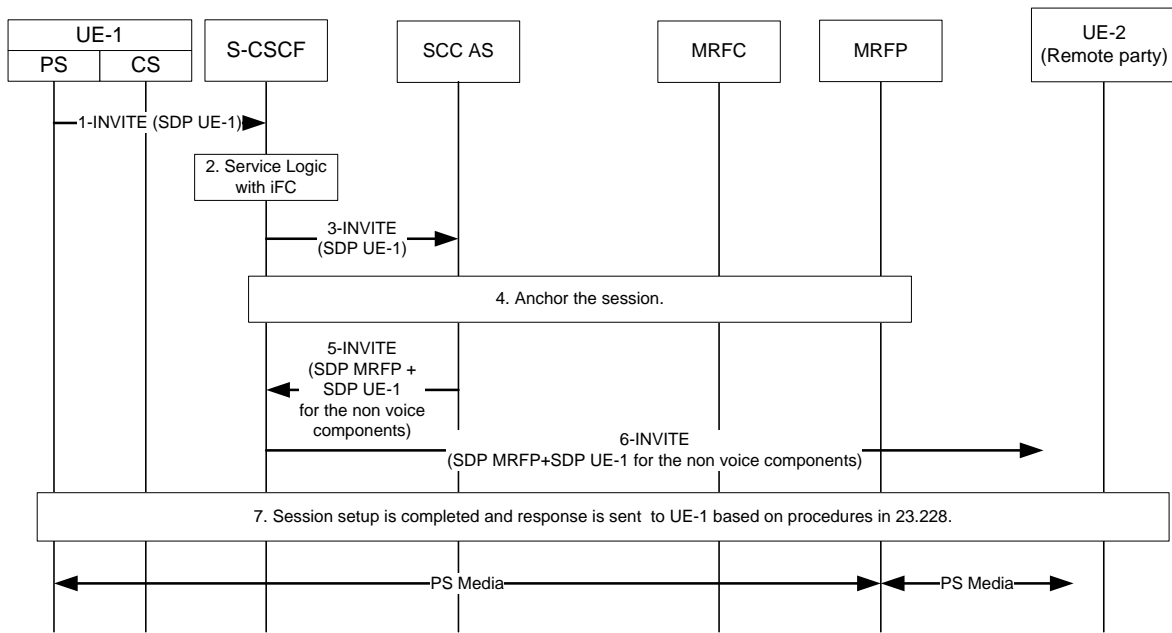 UE-1
PS
CS
S-CSCF
SCC AS
MRFC
MRFP
UE-2
(Remote party)
1-INVITE (SDP UE-1)
2. Service Logic
with iFC
3-INVITE
(SDP UE-1)
4. Anchor the session.
5-INVITE
(SDP MRFP +
SDP UE-1
for the non voice
components)
6-INVITE
(SDP MRFP+SDP UE-1 for the non voice components)
7. Session setup is completed and response is sent to UE-1 based on procedures in 23.228.
PS Media
PS Media